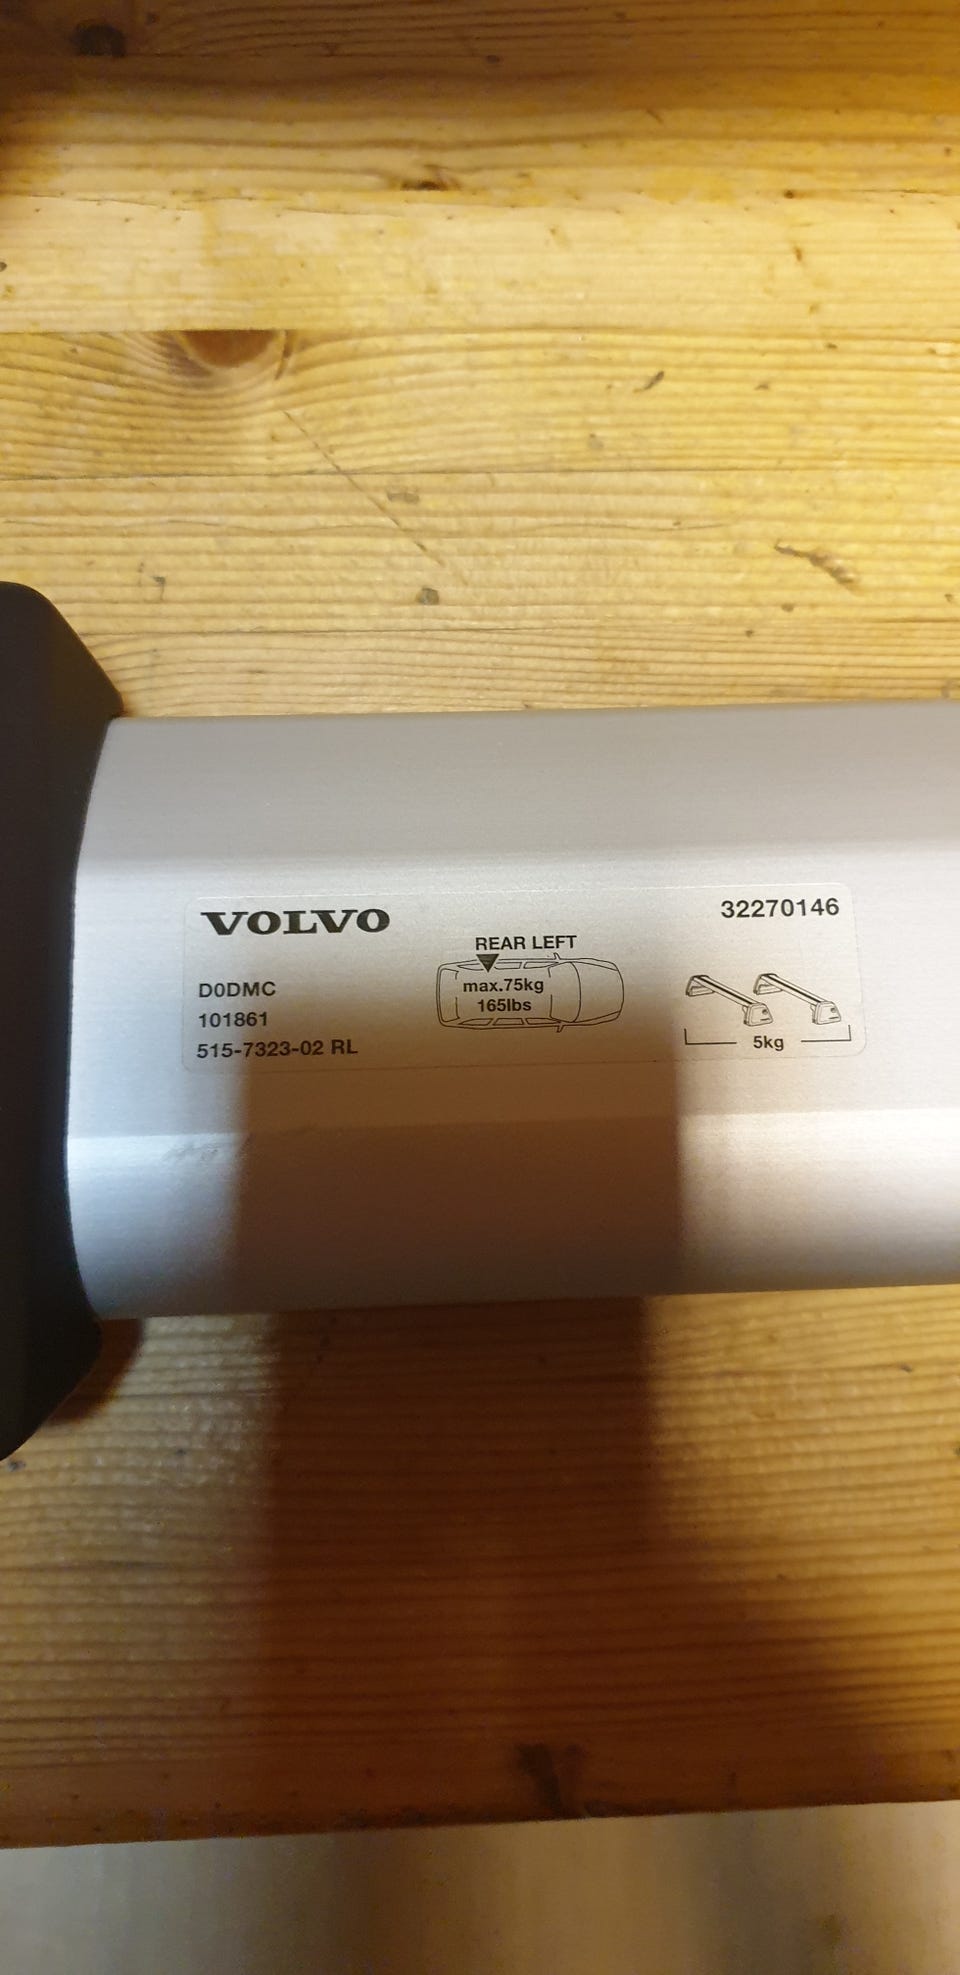 VOLVO
32270146
REAR LEFT
max.75kg
165lbs
D0DMC
101861
515-7323-02 RL
5kg